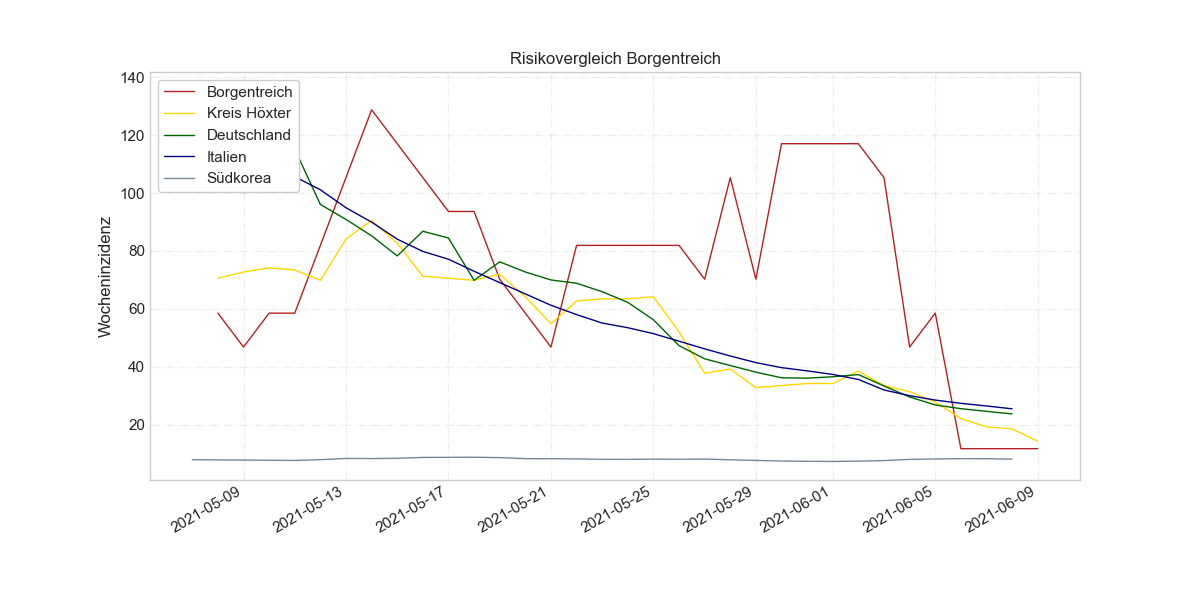 Risikovergleich Borgentreich
Wocheninzidenz
140
120
100
80
60
40
20
Borgentreich
Kreis Höxter
Deutschland
Italien
Südkorea
2021-05-09
2021-05-13
2021-05-17
2021-05-21
2021-05-25
2021-05-29
2021-06-01
2021-06-05
2021-06-09